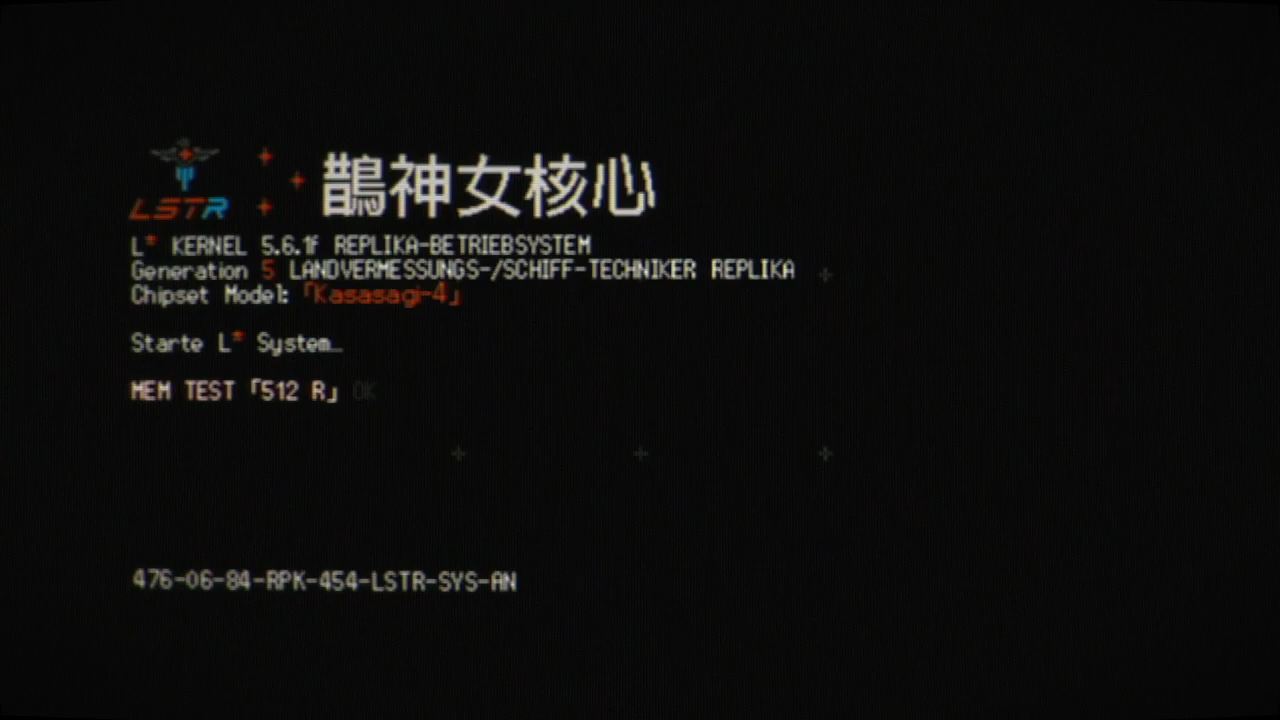 LSTR
鵲神女核心
L* KERNEL 5.6.1f REPLIKA-BETRIEBSYSTEM
Generation 5 LANDVERMESSUNGS-/SCHIFF-TECHNIKER REPLIKA
Chipset Model: 「Kasasagi-4」
Starte L* System…
MEM TEST 「512 R」 OK
476-06-84-RPK-454-LSTR-SYS-AN